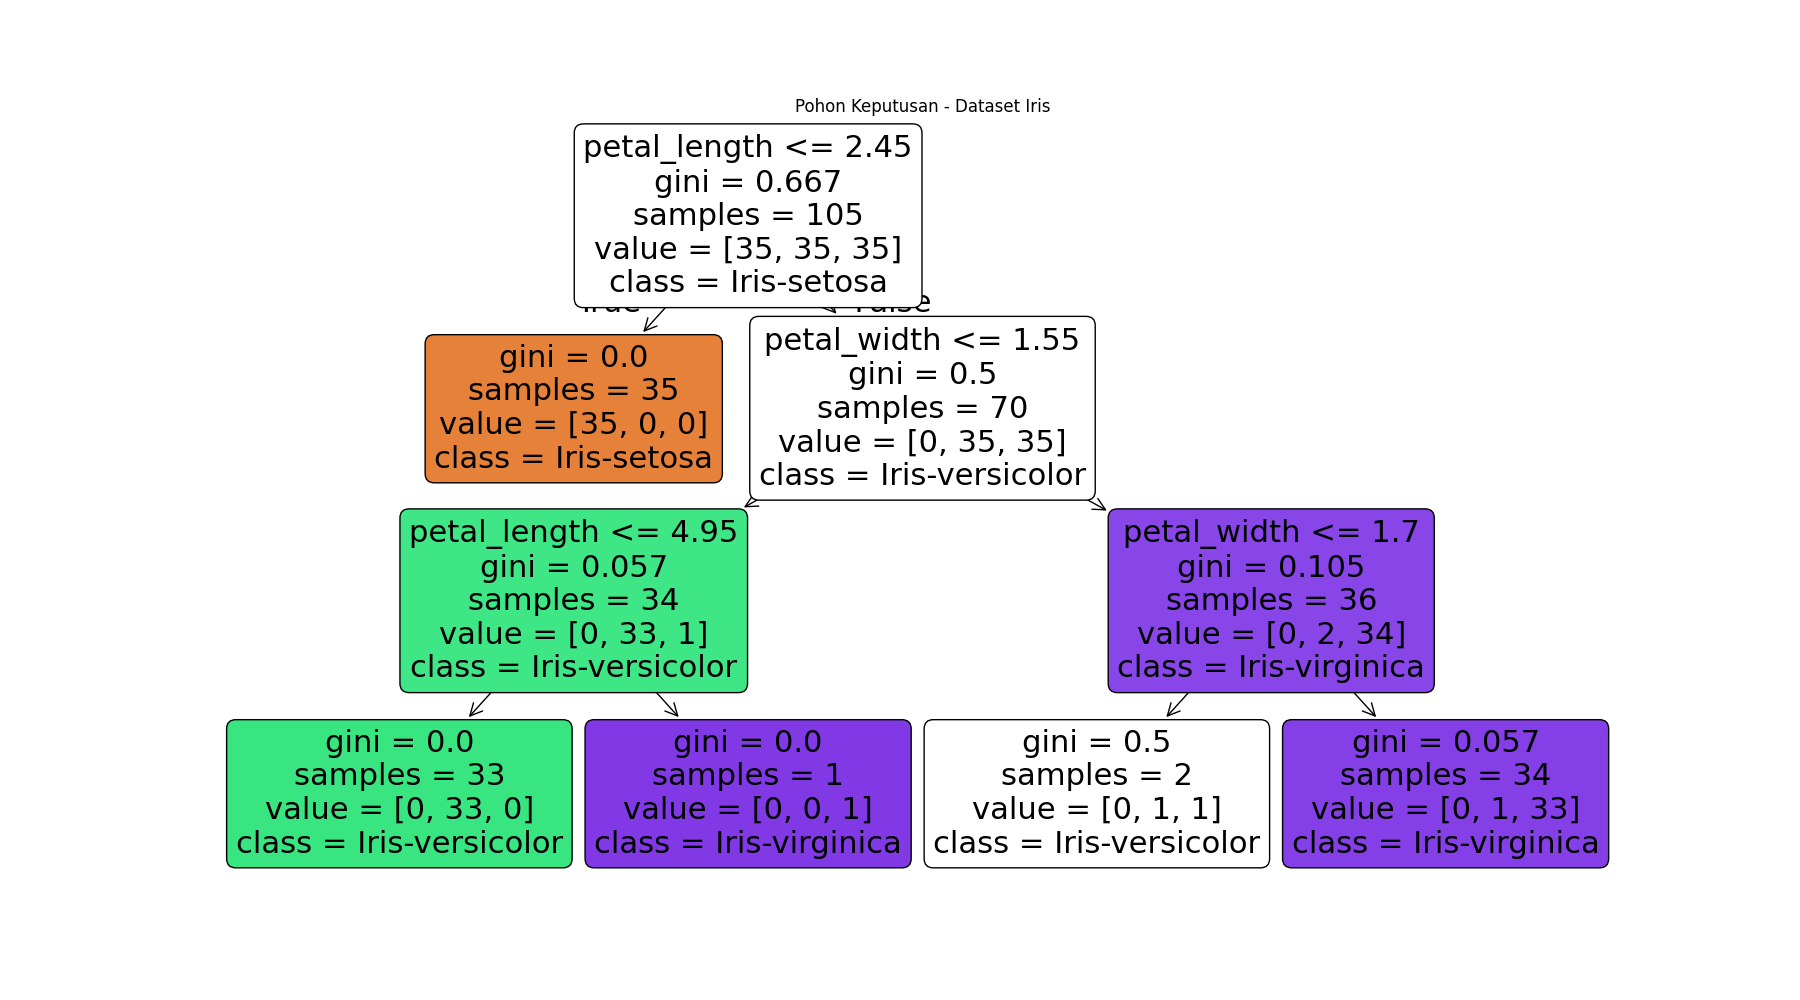 Pohon Keputusan - Dataset Iris
petal_length <= 2.45
gini = 0.667
samples = 105
value = [35, 35, 35]
class = Iris-setosa
True
False
gini = 0.0
samples = 35
value = [35, 0, 0]
class = Iris-setosa
petal_width <= 1.55
gini = 0.5
samples = 70
value = [0, 35, 35]
class = Iris-versicolor
petal_length <= 4.95
gini = 0.057
samples = 34
value = [0, 33, 1]
class = Iris-versicolor
petal_width <= 1.7
gini = 0.105
samples = 36
value = [0, 2, 34]
class = Iris-virginica
gini = 0.0
samples = 33
value = [0, 33, 0]
class = Iris-versicolor
gini = 0.0
samples = 1
value = [0, 0, 1]
class = Iris-virginica
gini = 0.5
samples = 2
value = [0, 1, 1]
class = Iris-versicolor
gini = 0.057
samples = 34
value = [0, 1, 33]
class = Iris-virginica